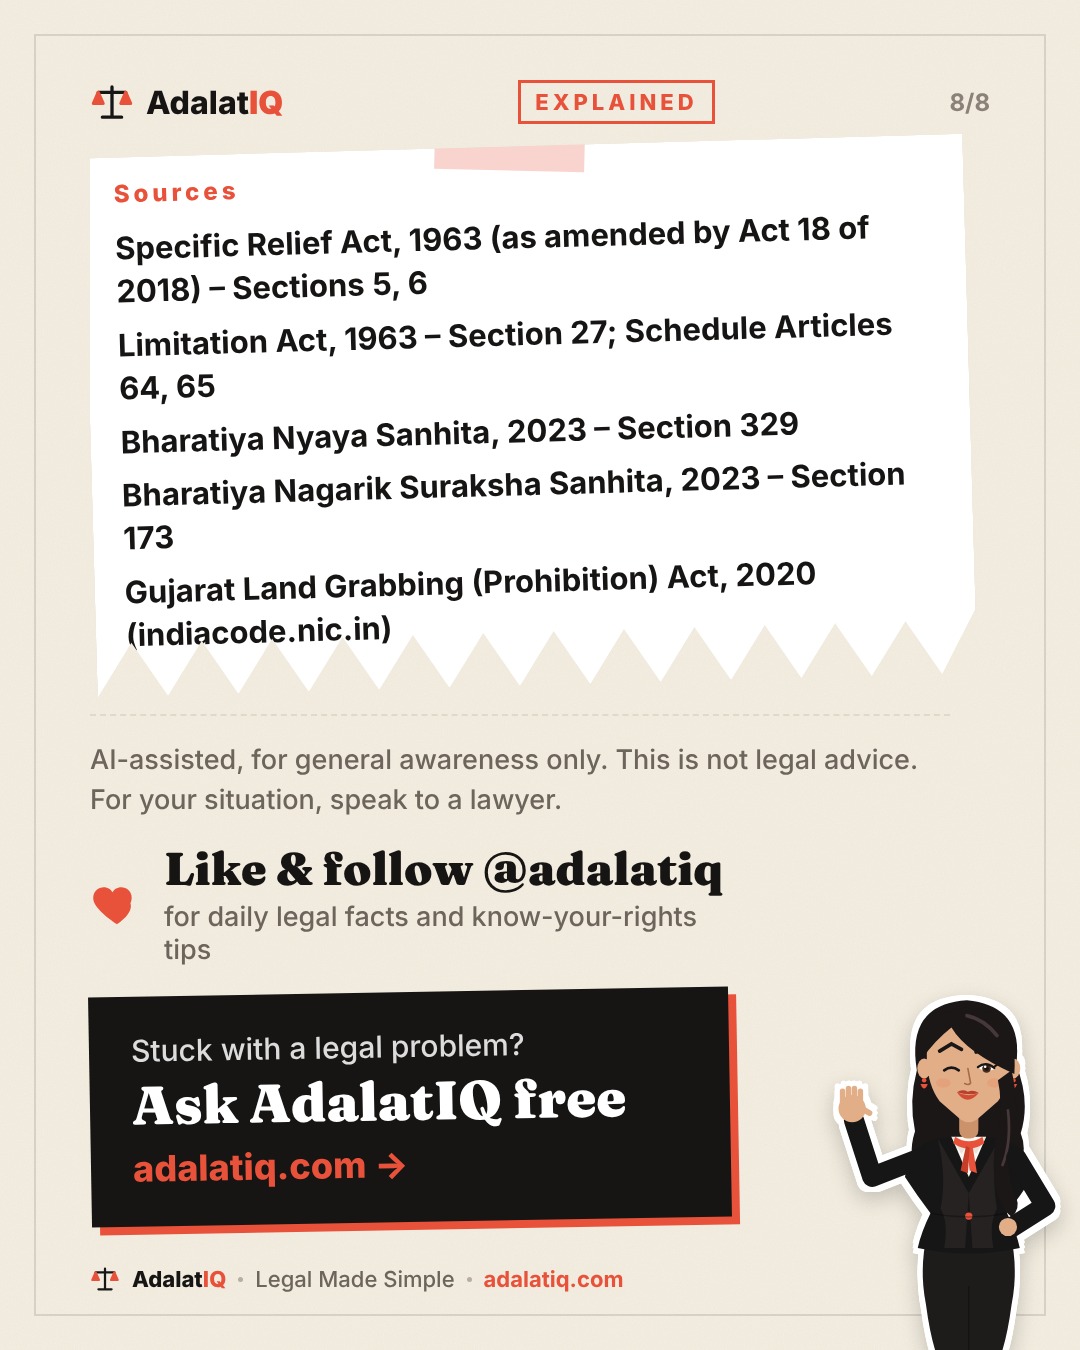 AdalatIQ
EXPLAINED
8/8
Sources
Specific Relief Act, 1963 (as amended by Act 18 of
2018) – Sections 5, 6
Limitation Act, 1963 – Section 27; Schedule Articles
64, 65
Bharatiya Nyaya Sanhita, 2023 – Section 329
Bharatiya Nagarik Suraksha Sanhita, 2023 – Section
173
Gujarat Land Grabbing (Prohibition) Act, 2020
(indiacode.nic.in)
AI-assisted, for general awareness only. This is not legal advice.
For your situation, speak to a lawyer.
Like & follow @adalatiq
for daily legal facts and know-your-rights
tips
Stuck with a legal problem?
Ask AdalatIQ free
adalatiq.com →
AdalatIQ • Legal Made Simple • adalatiq.com